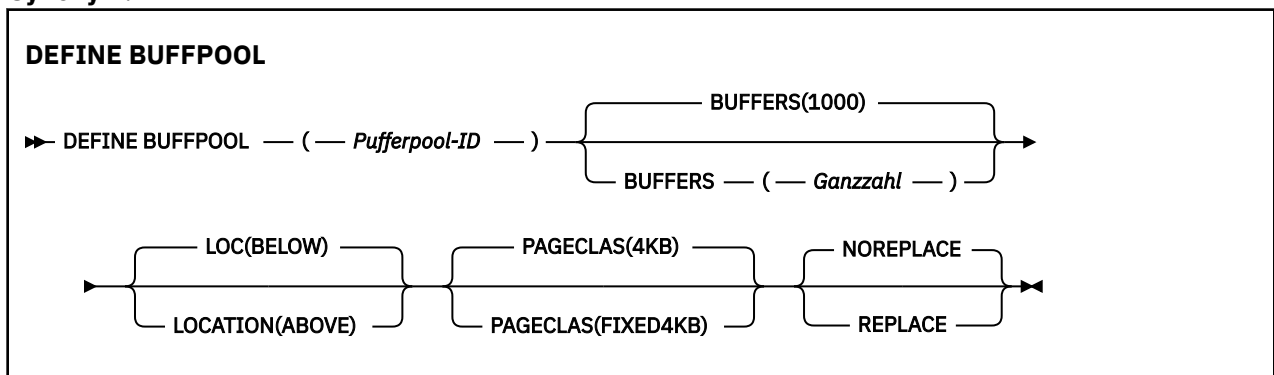 DEFINE BUFFPOOL
BUFFERS(1000)
DEFINE BUFFPOOL ( Pufferpool-ID )
BUFFERS ( Ganzzahl )
LOC(BELOW) PAGECLAS(4KB) NOREPLACE
LOCATION(ABOVE) PAGECLAS(FIXED4KB) REPLACE